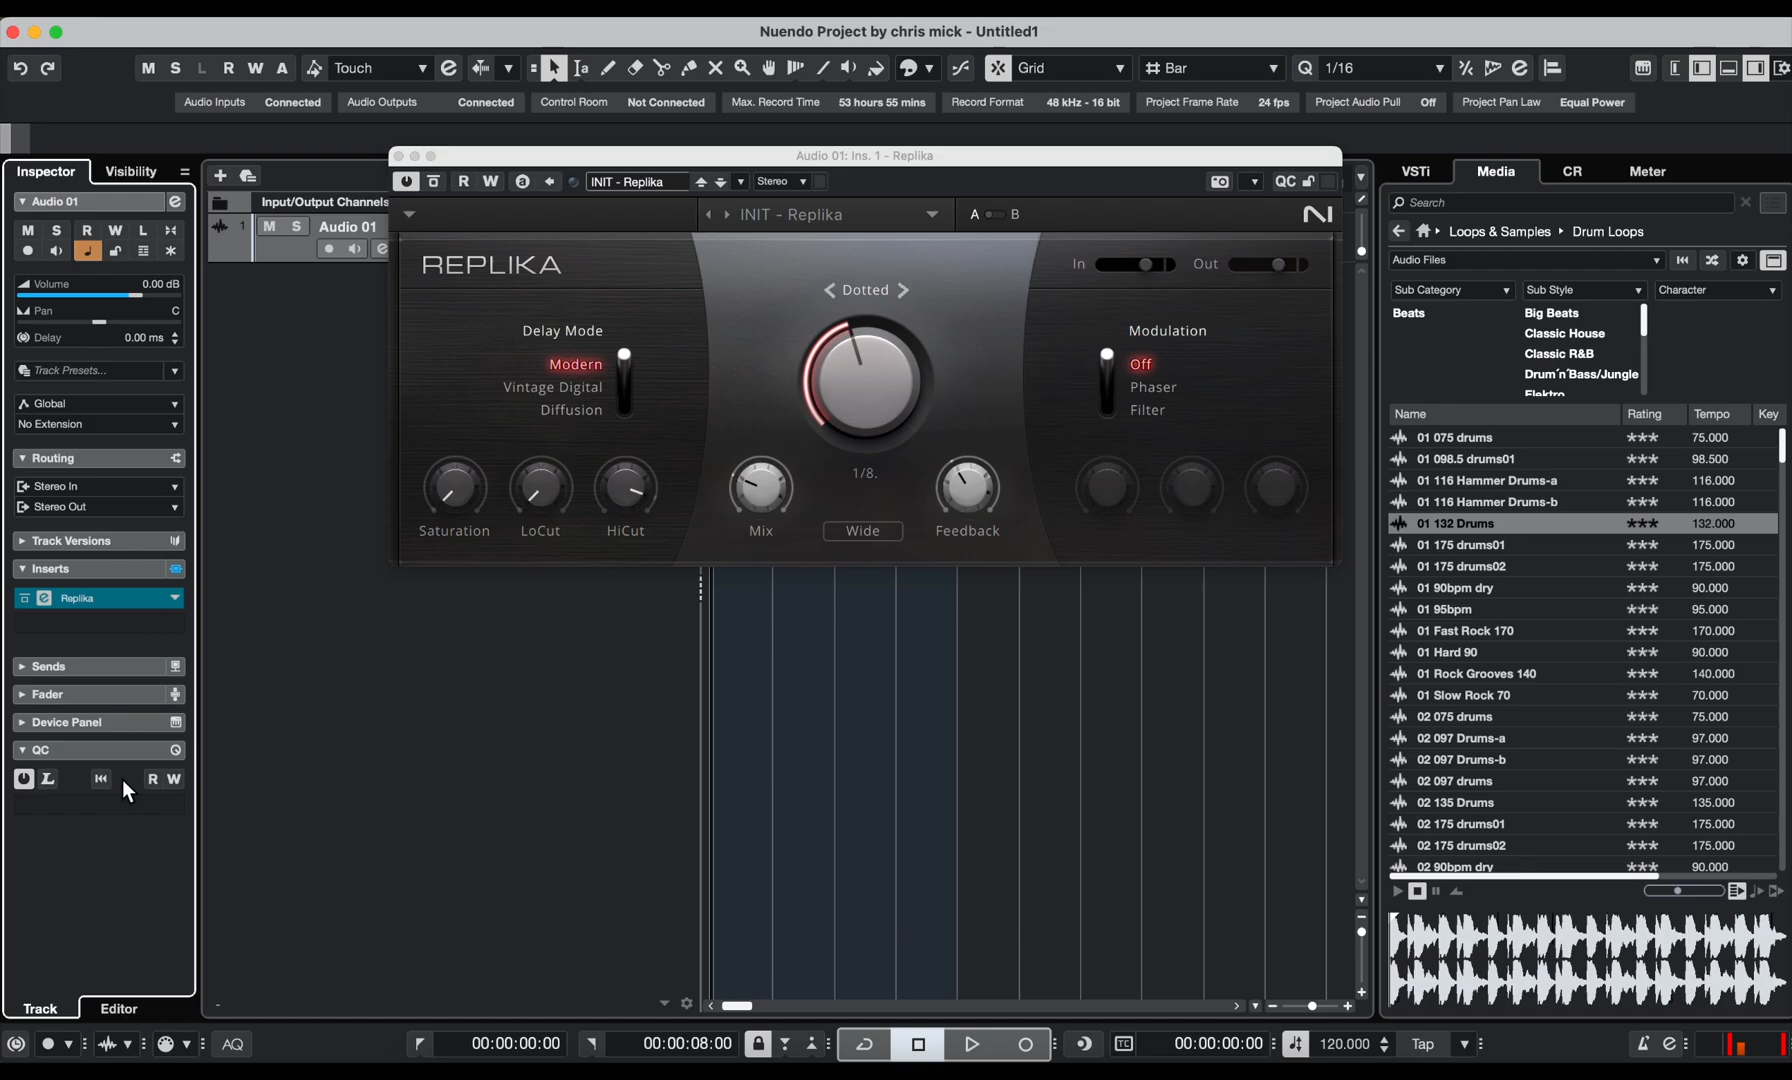 Nuendo Project by chris mick - Untitled1
M S L R W A Touch Grid Bar Q 1/16
Audio Inputs Connected Audio Outputs Connected Control Room Not Connected Max. Record Time 53 hours 55 mins Record Format 48 kHz - 16 bit Project Frame Rate 24 fps Project Audio Pull Off Project Pan Law Equal Power
Inspector Visibility
Audio 01
M S R W L
Volume 0.00 dB
Pan C
Delay 0.00 ms
Track Presets...
Global
No Extension
Routing
Stereo In
Stereo Out
Track Versions
Inserts
Replika
Sends
Fader
Device Panel
QC
R W
Track Editor
Input/Output Channels
1 M S Audio 01
Audio 01: Ins. 1 - Replika
R W INIT - Replika Stereo QC
INIT - Replika A B
REPLIKA
In Out
Dotted
Delay Mode
Modern
Vintage Digital
Diffusion
Modulation
Off
Phaser
Filter
1/8.
Saturation LoCut HiCut Mix Wide Feedback
VSTi Media CR Meter
Search
Loops & Samples Drum Loops
Audio Files
Sub Category Sub Style Character
Beats Big Beats
Classic House
Classic R&B
Drum´n´Bass/Jungle
Elektro
Name Rating Tempo Key
01 075 drums *** 75.000
01 098.5 drums01 *** 98.500
01 116 Hammer Drums-a *** 116.000
01 116 Hammer Drums-b *** 116.000
01 132 Drums *** 132.000
01 175 drums01 *** 175.000
01 175 drums02 *** 175.000
01 90bpm dry *** 90.000
01 95bpm *** 95.000
01 Fast Rock 170 *** 170.000
01 Hard 90 *** 90.000
01 Rock Grooves 140 *** 140.000
01 Slow Rock 70 *** 70.000
02 075 drums *** 75.000
02 097 Drums-a *** 97.000
02 097 Drums-b *** 97.000
02 097 drums *** 97.000
02 135 Drums *** 135.000
02 175 drums01 *** 175.000
02 175 drums02 *** 175.000
02 90bpm dry *** 90.000
AQ 00:00:00:00 00:00:08:00 TC 00:00:00:00 120.000 Tap